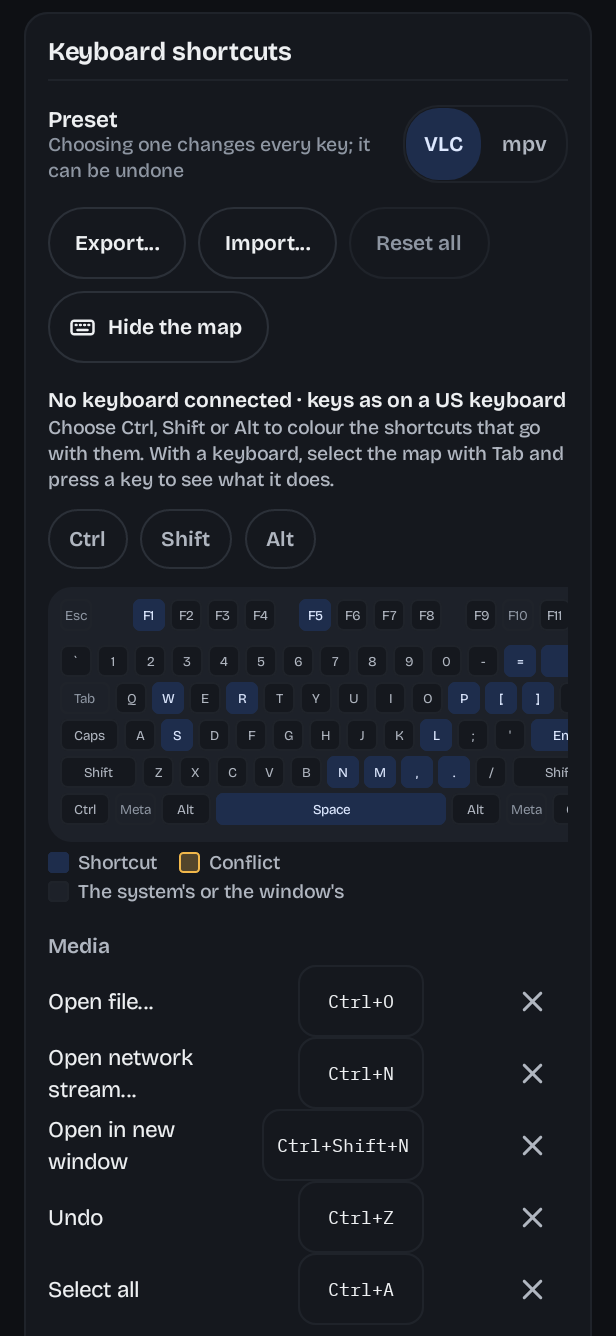 Keyboard shortcuts
Preset
Choosing one changes every key; it
can be undone
VLC mpv
Export... Import... Reset all
Hide the map
No keyboard connected · keys as on a US keyboard
Choose Ctrl, Shift or Alt to colour the shortcuts that go
with them. With a keyboard, select the map with Tab and
press a key to see what it does.
Ctrl Shift Alt
Esc F1 F2 F3 F4 F5 F6 F7 F8 F9 F10 F11
` 1 2 3 4 5 6 7 8 9 0 - =
Tab Q W E R T Y U I O P [ ]
Caps A S D F G H J K L ; ' En
Shift Z X C V B N M , . / Shif
Ctrl Meta Alt Space Alt Meta
Shortcut Conflict
The system's or the window's
Media
Open file... Ctrl+O
Open network
stream... Ctrl+N
Open in new
window Ctrl+Shift+N
Undo Ctrl+Z
Select all Ctrl+A